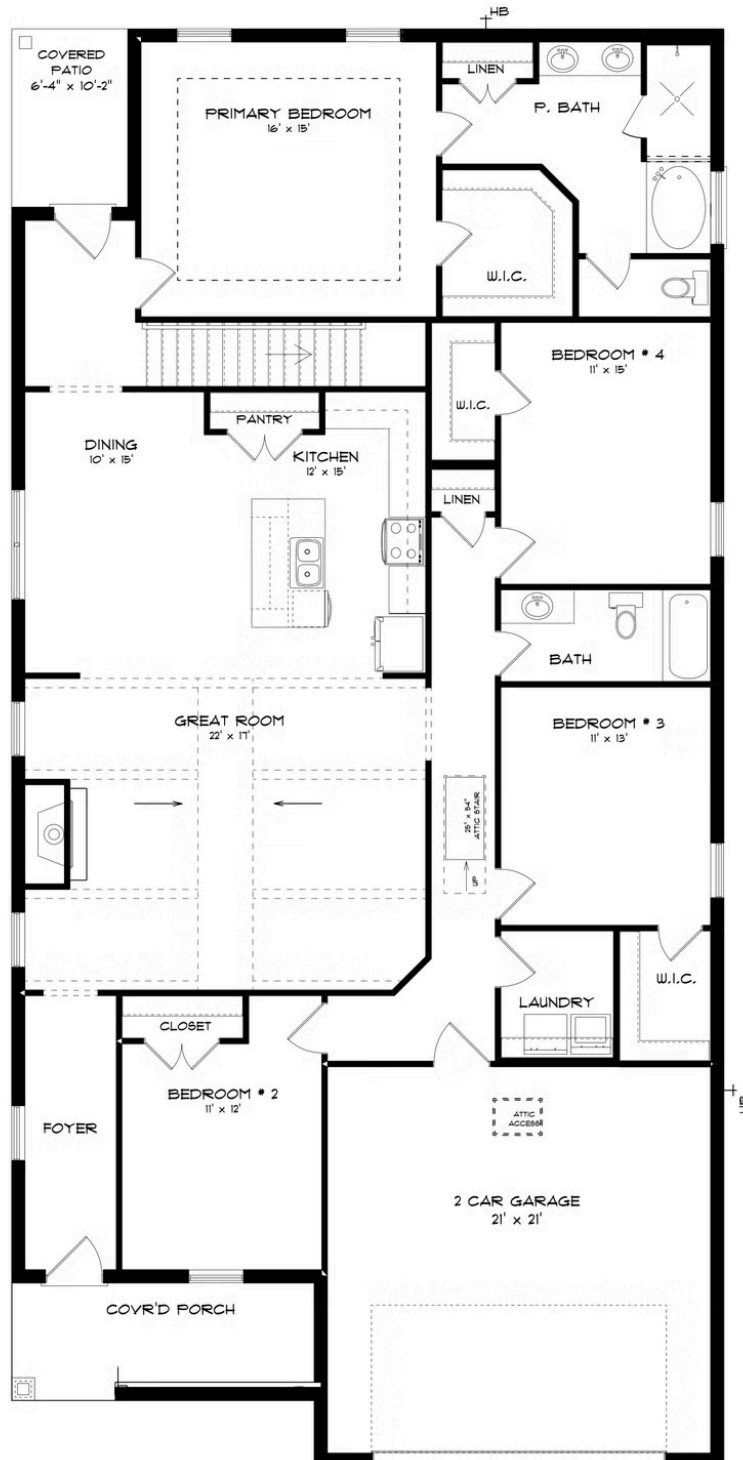 HB
COVERED
PATIO
6'-4" x 10'-2"
PRIMARY BEDROOM
16' x 15'
LINEN
P. BATH
W.I.C.
BEDROOM # 4
11' x 15'
W.I.C.
PANTRY
DINING
10' x 15'
KITCHEN
12' x 15'
LINEN
BATH
GREAT ROOM
22' x 17'
BEDROOM # 3
11' x 13'
25" x 54"
ATTIC STAIR
UP
W.I.C.
LAUNDRY
CLOSET
BEDROOM # 2
11' x 12'
FOYER
ATTIC
ACCESS
HB
2 CAR GARAGE
21' x 21'
COVR'D PORCH